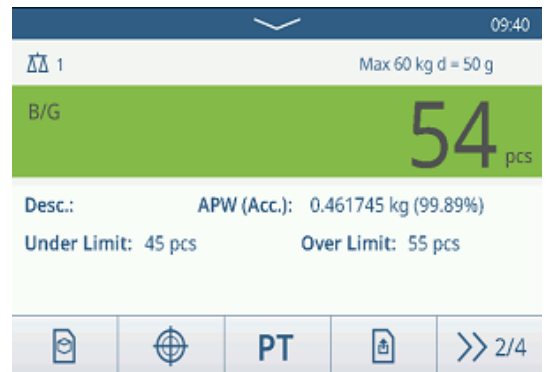 09:40
1 Max 60 kg d = 50 g
B/G 54 pcs
Desc.: APW (Acc.): 0.461745 kg (99.89%)
Under Limit: 45 pcs Over Limit: 55 pcs
PT 2/4